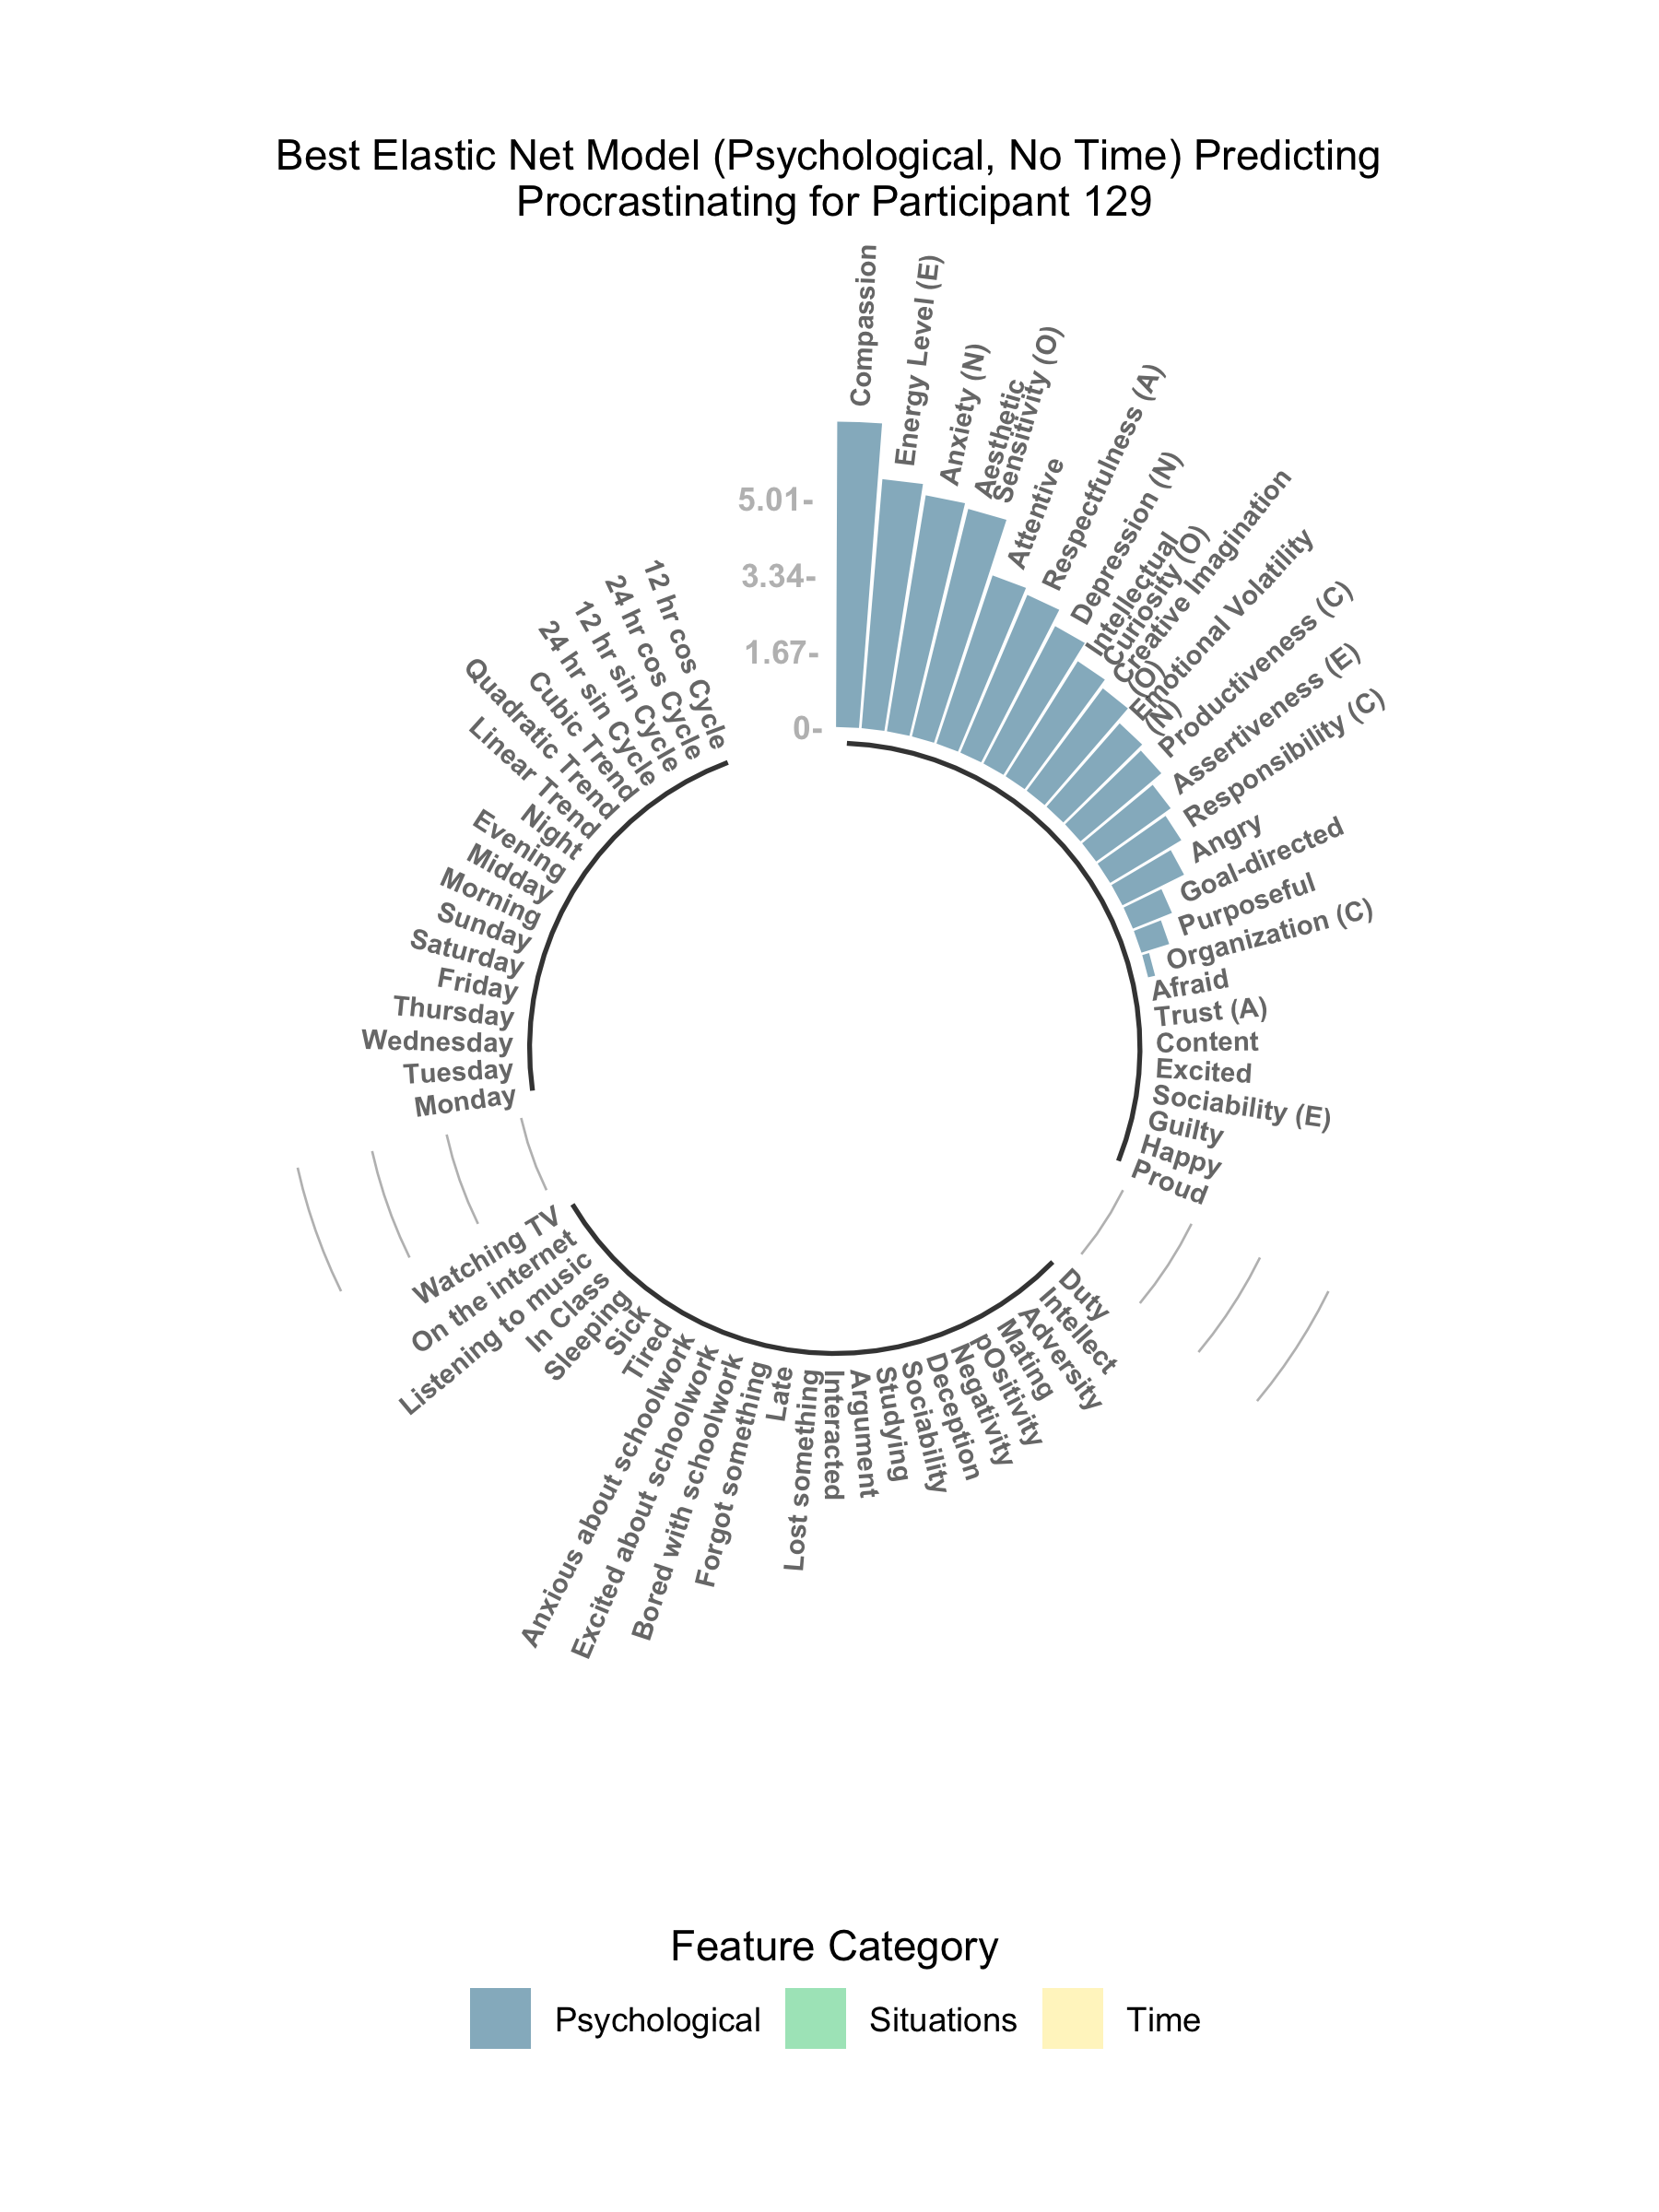 Best Elastic Net Model (Psychological, No Time) Predicting
Procrastinating for Participant 129
Compassion
Energy Level (E)
Anxiety (N)
Aesthetic
Sensitivity (O)
Attentive
Respectfulness (A)
Depression (N)
Intellectual
Curiosity (O)
Creative Imagination
(O)
Emotional Volatility
(N)
Productiveness (C)
Assertiveness (E)
Responsibility (C)
Angry
Goal-directed
Purposeful
Organization (C)
Afraid
Trust (A)
Content
Excited
Sociability (E)
Guilty
Happy
Proud
Duty
Intellect
Adversity
Mating
pOsitivity
Negativity
Deception
Sociability
Studying
Argument
Interacted
Lost something
Late
Forgot something
Bored with schoolwork
Excited about schoolwork
Anxious about schoolwork
Tired
Sick
Sleeping
In Class
Listening to music
On the internet
Watching TV
Monday
Tuesday
Wednesday
Thursday
Friday
Saturday
Sunday
Morning
Midday
Evening
Night
Linear Trend
Quadratic Trend
Cubic Trend
24 hr sin Cycle
12 hr sin Cycle
24 hr cos Cycle
12 hr cos Cycle
5.01-
3.34-
1.67-
0-
Feature Category
Psychological
Situations
Time